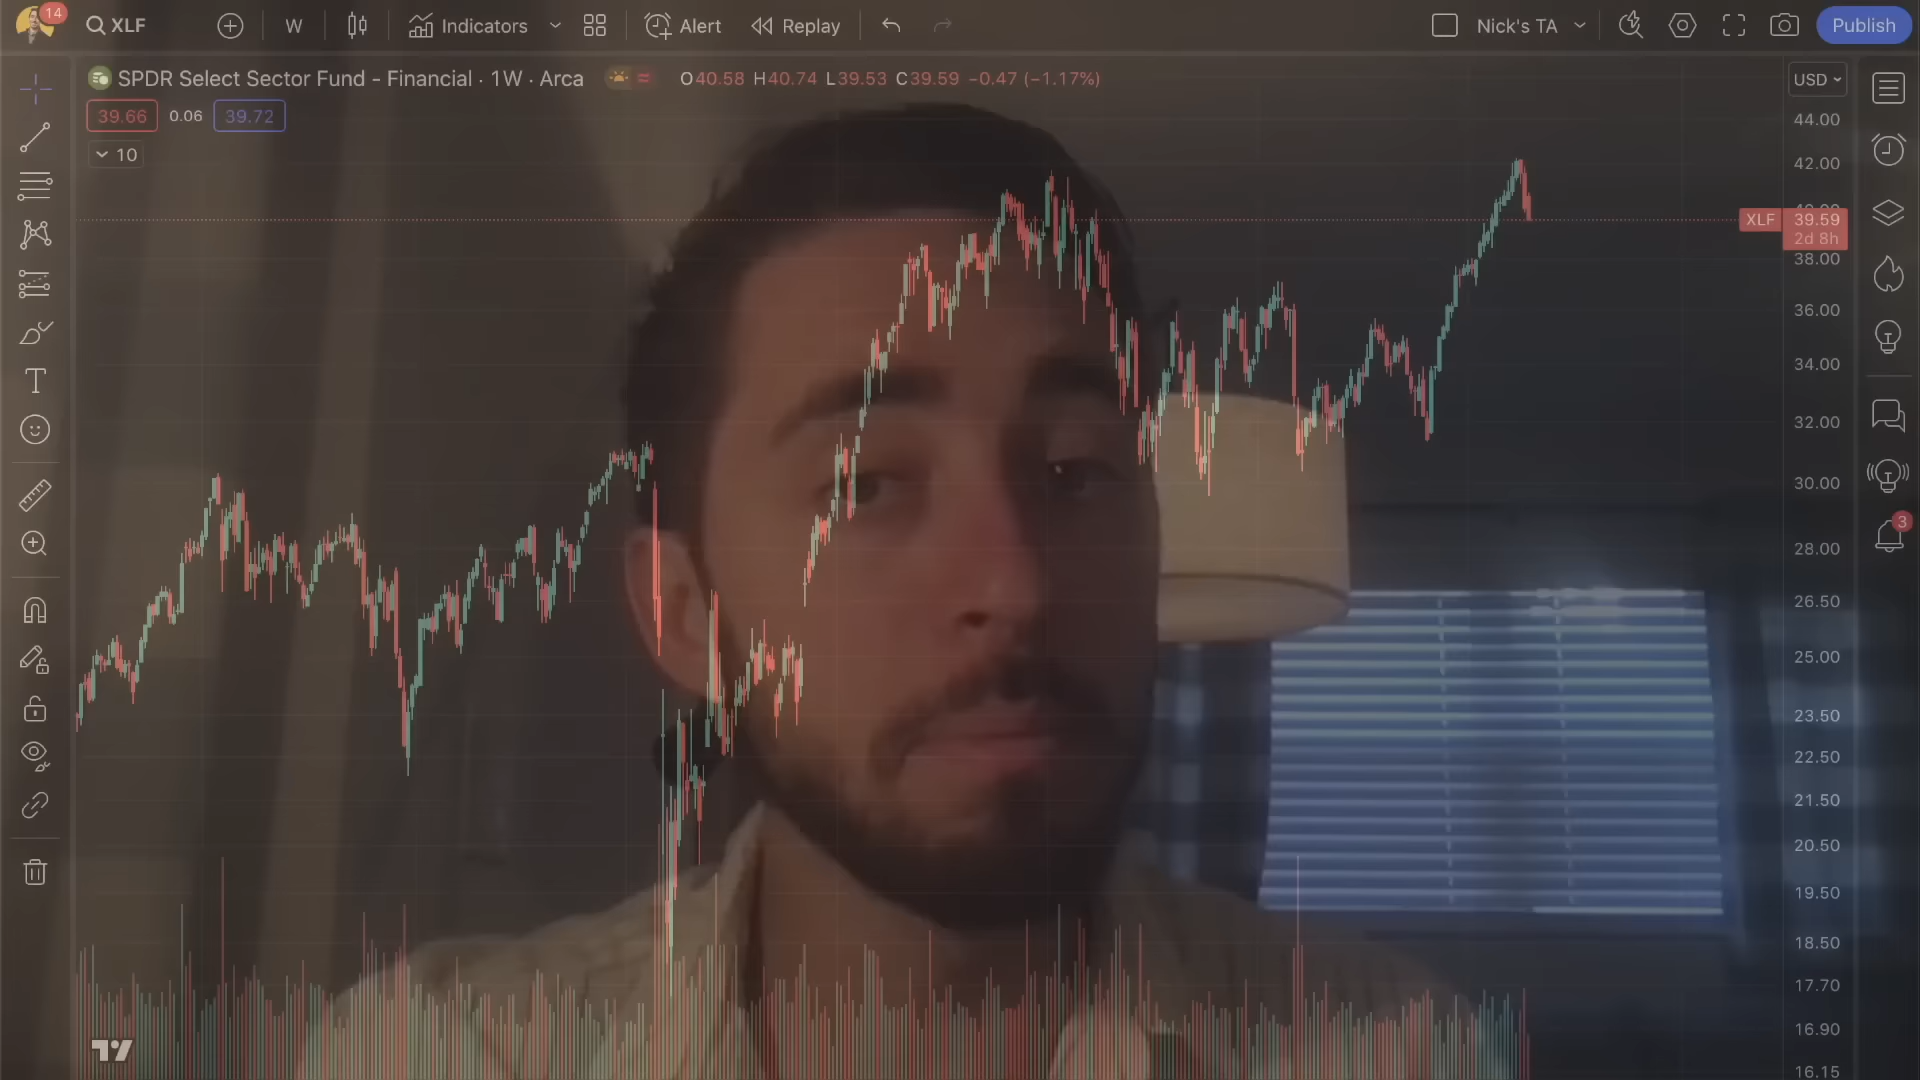 14
XLF
W
Indicators
Alert
Replay
Nick's TA
Publish
SPDR Select Sector Fund - Financial · 1W · Arca
O40.58 H40.74 L39.53 C39.59 −0.47 (−1.17%)
USD
39.66
0.06
39.72
10
44.00
42.00
XLF
39.59
2d 8h
38.00
36.00
34.00
32.00
30.00
28.00
26.50
25.00
23.50
22.50
21.50
20.50
19.50
18.50
17.70
16.90
16.15
3